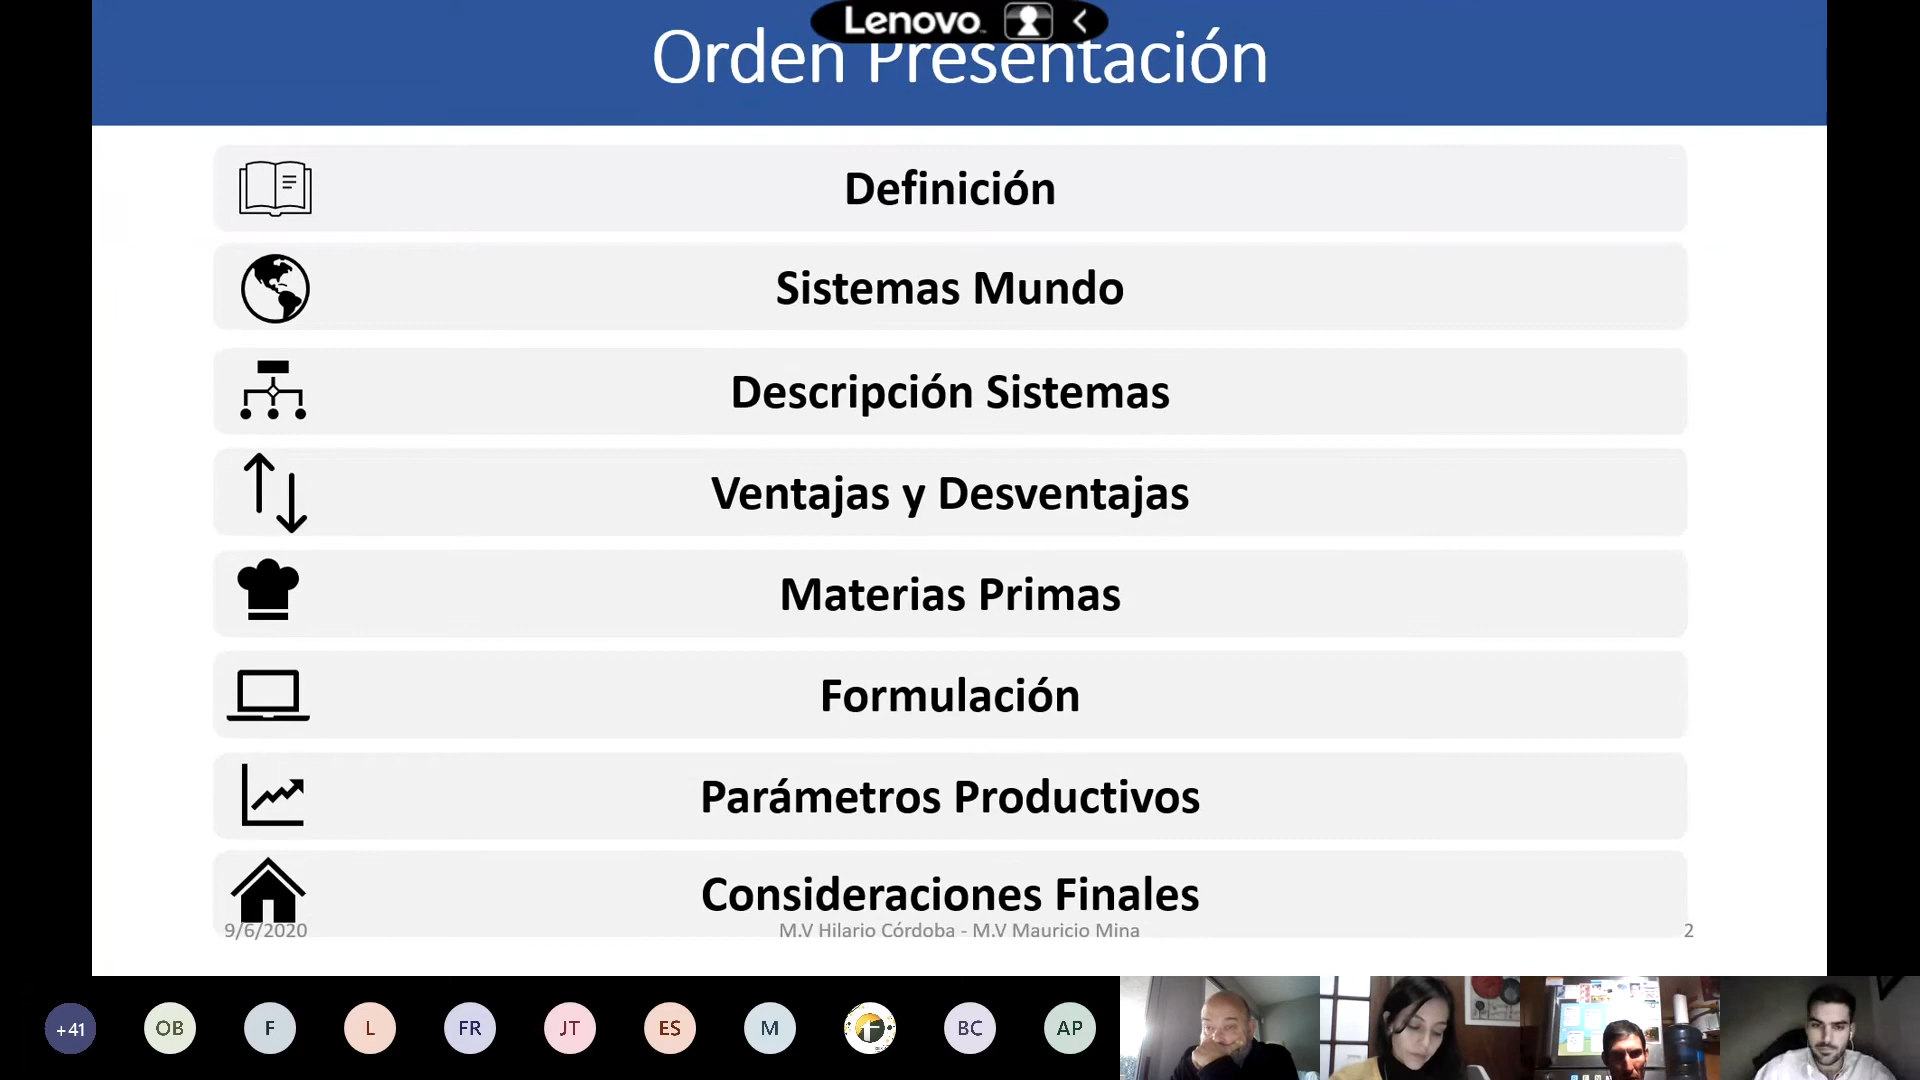 Lenovo
Orden Presentación
Definición
Sistemas Mundo
Descripción Sistemas
Ventajas y Desventajas
Materias Primas
Formulación
Parámetros Productivos
Consideraciones Finales
9/6/2020
M.V Hilario Córdoba - M.V Mauricio Mina
2
+41
OB
F
L
FR
JT
ES
M
BC
AP